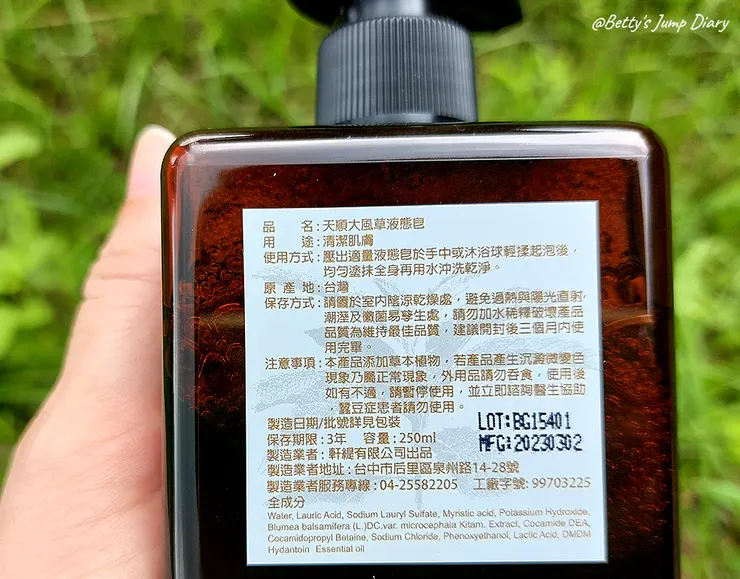 @Betty's Jump Diary
品　　名:天順大風草液態皂
用　　途:清潔肌膚
使用方式:壓出適量液態皂於手中或沐浴球輕揉起泡後,
均勻塗抹全身再用水沖洗乾淨。
原 產 地:台灣
保存方式:請置於室內陰涼乾燥處,避免過熱與陽光直射,
潮溼及黴菌易孳生處,請勿加水稀釋破壞產品
品質為維持最佳品質,建議開封後三個月內使
用完畢。
注意事項:本產品添加草本植物,若產品產生沉澱微變色
現象乃屬正常現象,外用品請勿吞食,使用後
如有不適,請暫停使用,並立即諮詢醫生協助
,蠶豆症患者請勿使用。
製造日期/批號詳見包裝
LOT:BG15401
保存期限:3年　容量:250ml
MFG:20230302
製造業者:軒緹有限公司出品
製造業者地址:台中市后里區泉州路14-28號
製造業者服務專線:04-25582205　工廠字號:99703225
全成分
Water, Lauric Acid, Sodium Lauryl Sulfate, Myristic acid, Potassium Hydroxide,
Blumea balsamifera (L.)DC.var. microcephaia Kitam. Extract, Cocamide DEA,
Cocamidopropyl Betaine, Sodium Chloride, Phenoxyethanol, Lactic Acid, DMDM
Hydantoin Essential oil